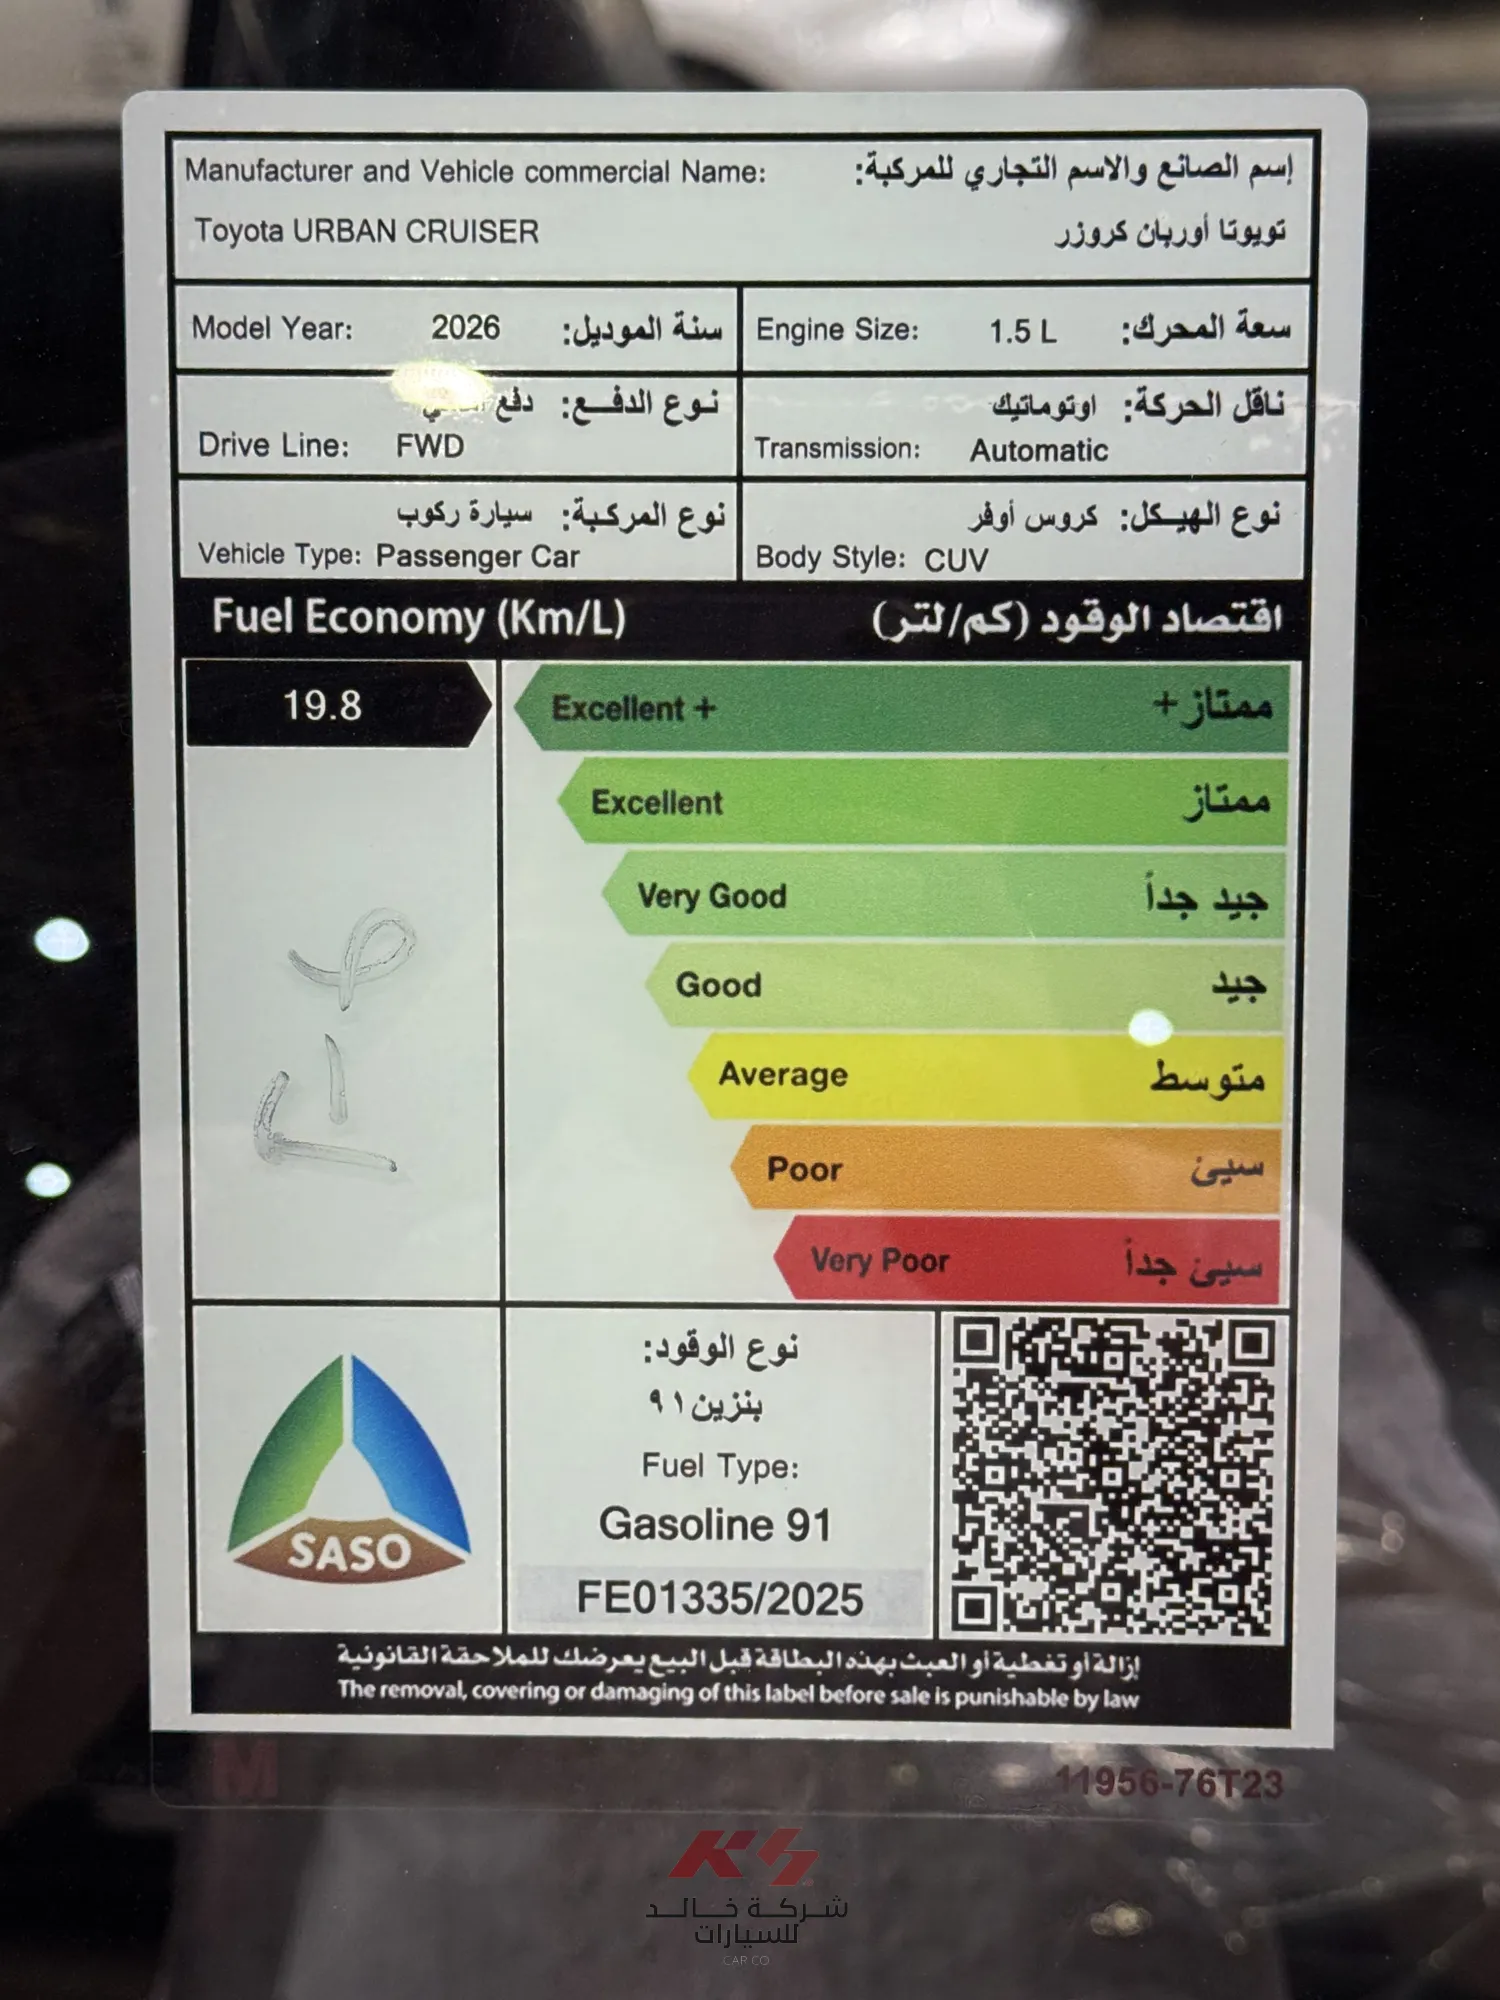 Manufacturer and Vehicle commercial Name: إسم الصانع والاسم التجاري للمركبة:
Toyota URBAN CRUISER تويوتا أوربان كروزر
Model Year: 2026 سنة الموديل:
Engine Size: 1.5 L سعة المحرك:
نوع الدفع: دفع
Drive Line: FWD
ناقل الحركة: اوتوماتيك
Transmission: Automatic
نوع المركبة: سيارة ركوب
Vehicle Type: Passenger Car
نوع الهيكل: كروس أوفر
Body Style: CUV
Fuel Economy (Km/L) اقتصاد الوقود (كم/لتر)
19.8
Excellent + ممتاز+
Excellent ممتاز
Very Good جيد جداً
Good جيد
Average متوسط
Poor سيئ
Very Poor سيئ جداً
SASO
نوع الوقود:
بنزين ٩١
Fuel Type:
Gasoline 91
FE01335/2025
إزالة أو تغطية أو العبث بهذه البطاقة قبل البيع يعرضك للملاحقة القانونية
The removal, covering or damaging of this label before sale is punishable by law
M
11956-76T23
KS
شركة خالد
للسيارات
CAR CO